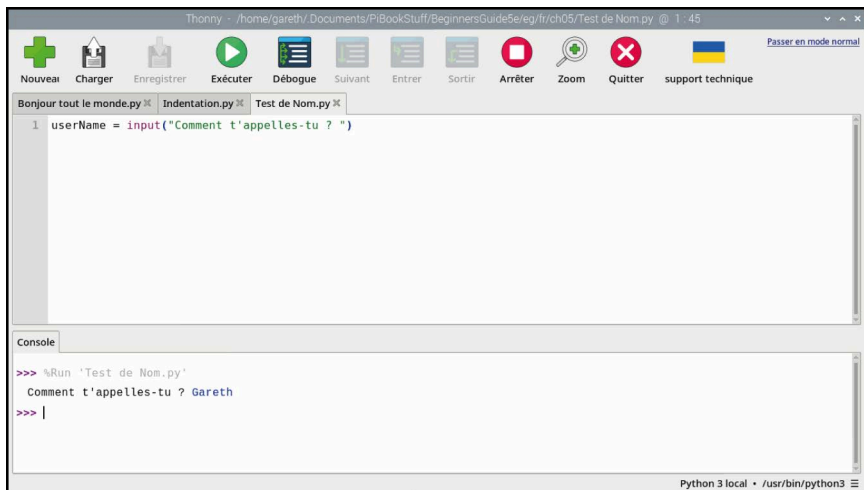 Thonny - /home/gareth/.Documents/PiBookStuff/BeginnersGuide5e/eg/fr/ch05/Test de Nom.py @ 1 : 45
Nouveau Charger Enregistrer Exécuter Débogue Suivant Entrer Sortir Arrêter Zoom Quitter support technique
Passer en mode normal
Bonjour tout le monde.py Indentation.py Test de Nom.py
1 userName = input("Comment t'appelles-tu ? ")
Console
>>> %Run 'Test de Nom.py'
Comment t'appelles-tu ? Gareth
>>>
Python 3 local • /usr/bin/python3 ☰